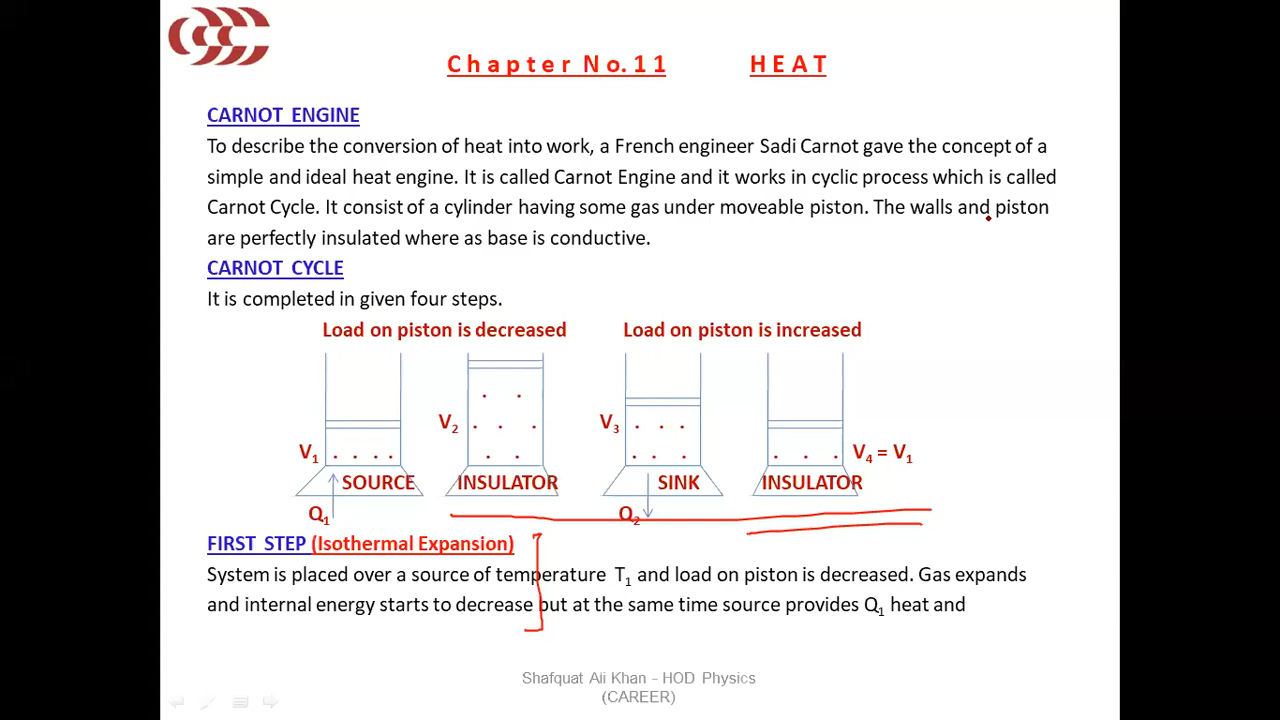 Chapter No.11 HEAT
CARNOT ENGINE
To describe the conversion of heat into work, a French engineer Sadi Carnot gave the concept of a
simple and ideal heat engine. It is called Carnot Engine and it works in cyclic process which is called
Carnot Cycle. It consist of a cylinder having some gas under moveable piston. The walls and piston
are perfectly insulated where as base is conductive.
CARNOT CYCLE
It is completed in given four steps.
Load on piston is decreased Load on piston is increased
V₂ V₃
V₁ V₄ = V₁
SOURCE INSULATOR SINK INSULATOR
Q₁ Q₂
FIRST STEP (Isothermal Expansion)
System is placed over a source of temperature T₁ and load on piston is decreased. Gas expands
and internal energy starts to decrease but at the same time source provides Q₁ heat and
Shafquat Ali Khan - HOD Physics
(CAREER)